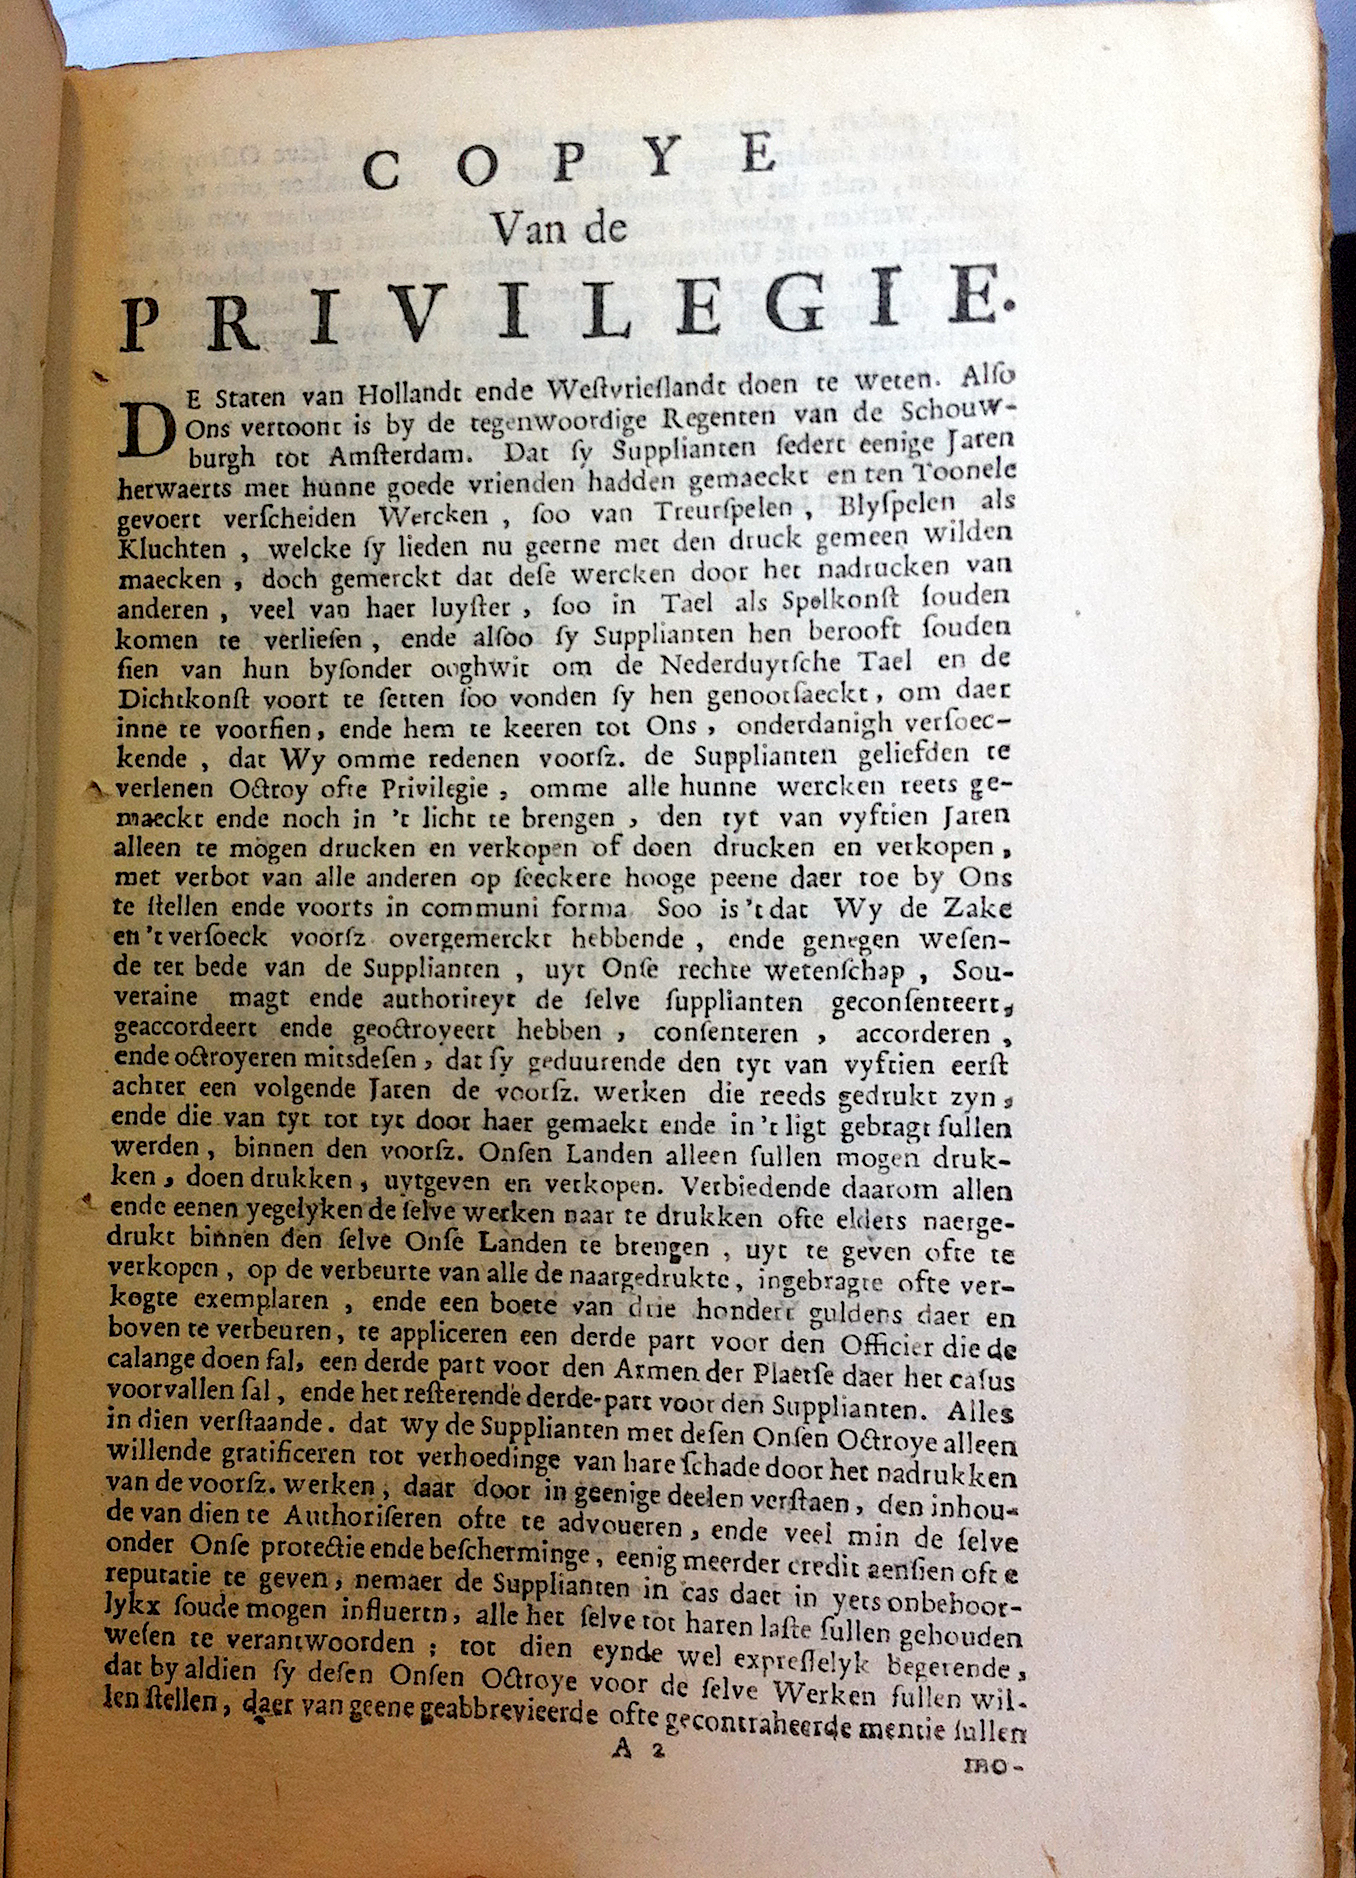 COPYE
Van de
PRIVILEGIE.
DE Staten van Hollandt ende Weſtvrieſlandt doen te weten. Alſo
Ons vertoont is by de tegenwoordige Regenten van de Schouw-
burgh tot Amſterdam. Dat ſy Supplianten ſedert eenige Jaren
herwaerts met hunne goede vrienden hadden gemaeckt en ten Toonele
gevoert verſcheiden Wercken, ſoo van Treurſpelen, Blyſpelen als
Kluchten, welcke ſy lieden nu geerne met den druck gemeen wilden
maecken, doch gemerckt dat deſe wercken door het nadrucken van
anderen, veel van haer luyſter, ſoo in Tael als Spelkonſt ſouden
komen te verlieſen, ende alſoo ſy Supplianten hen berooft ſouden
ſien van hun byſonder ooghwit om de Nederduytſche Tael en de
Dichtkonſt voort te ſetten ſoo vonden ſy hen genootſaeckt, om daer
inne te voorſien, ende hem te keeren tot Ons, onderdanigh verſoec-
kende, dat Wy omme redenen voorſz. de Supplianten geliefden te
verlenen Octroy ofte Privilegie, omme alle hunne wercken reets ge-
maeckt ende noch in 't licht te brengen, den tyt van vyftien Jaren
alleen te mogen drucken en verkopen of doen drucken en verkopen,
met verbot van alle anderen op ſeeckere hooge peene daer toe by Ons
te ſtellen ende voorts in communi forma Soo is 't dat Wy de Zake
en 't verſoeck voorſz overgemerckt hebbende, ende genegen weſen-
de ter bede van de Supplianten, uyt Onſe rechte wetenſchap, Sou-
veraine magt ende authoriteyt de ſelve ſupplianten geconſenteert,
geaccordeert ende geoctroyeert hebben, conſenteren, accorderen,
ende octroyeren mitsdeſen, dat ſy geduurende den tyt van vyftien eerſt
achter een volgende Jaren de voorſz. werken die reeds gedrukt zyn,
ende die van tyt tot tyt door haer gemaekt ende in 't ligt gebragt ſullen
werden, binnen den voorſz. Onſen Landen alleen ſullen mogen druk-
ken, doen drukken, uytgeven en verkopen. Verbiedende daarom allen
ende eenen yegelyken de ſelve werken naar te drukken ofte elders naerge-
drukt binnen den ſelve Onſe Landen te brengen, uyt te geven ofte te
verkopen, op de verbeurte van alle de naargedrukte, ingebragte ofte ver-
kogte exemplaren, ende een boete van drie hondert guldens daer en
boven te verbeuren, te appliceren een derde part voor den Officier die de
calange doen ſal, een derde part voor den Armen der Plaetſe daer het caſus
voorvallen ſal, ende het reſterende derde-part voor den Supplianten. Alles
in dien verſtaande. dat wy de Supplianten met deſen Onſen Octroye alleen
willende gratificeren tot verhoedinge van hare ſchade door het nadrukken
van de voorſz. werken, daar door in geenige deelen verſtaen, den inhou-
de van dien te Authoriſeren ofte te advoueren, ende veel min de ſelve
onder Onſe protectie ende beſcherminge, eenig meerder credit aenſien ofte
reputatie te geven, nemaer de Supplianten in cas daer in yets onbehoor-
lykx ſoude mogen influeren, alle het ſelve tot haren laſte ſullen gehouden
weſen te verantwoorden; tot dien eynde wel expreſſelyk begerende,
dat by aldien ſy deſen Onſen Octroye voor de ſelve Werken ſullen wil-
len ſtellen, daer van geene geabbrevieerde ofte gecontraheerde mentie ſullen
A 2
mo-